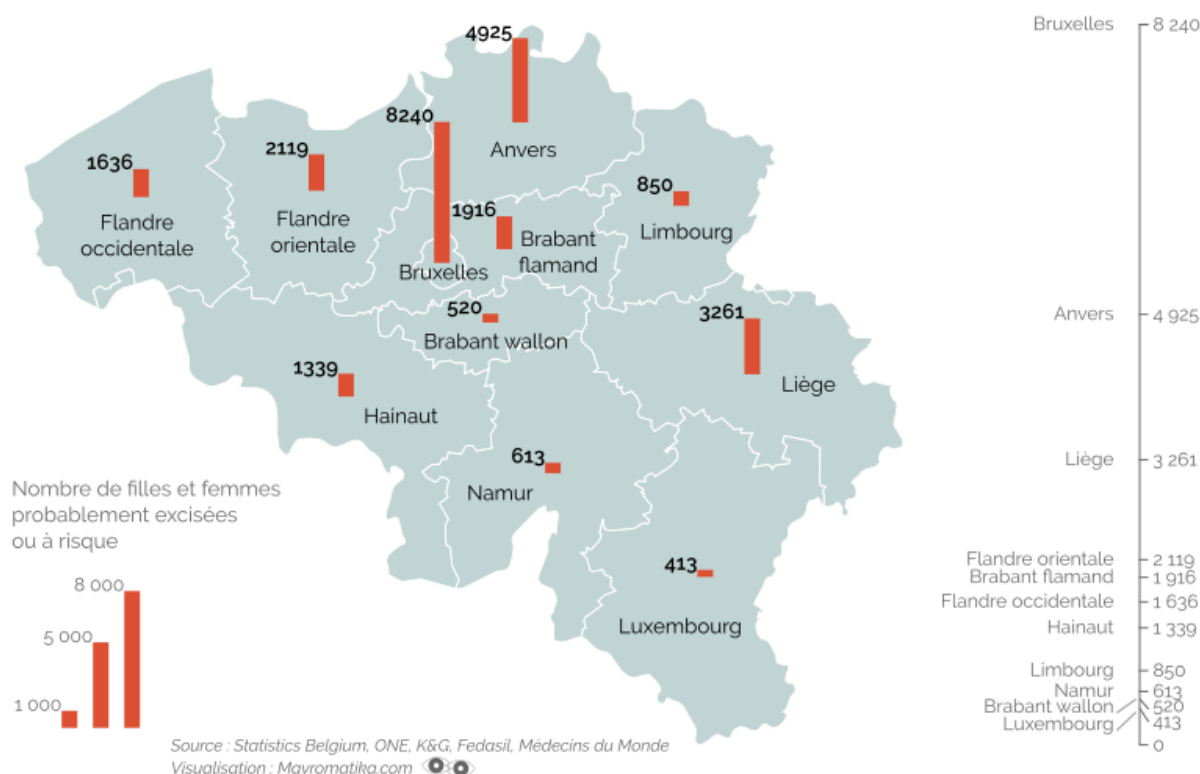 4925
Anvers
8240
Bruxelles
1636
Flandre
occidentale
2119
Flandre
orientale
1916
Brabant
flamand
850
Limbourg
520
Brabant wallon
3261
Liège
1339
Hainaut
613
Namur
413
Luxembourg
Nombre de filles et femmes
probablement excisées
ou à risque
8 000
5 000
1 000
Source : Statistics Belgium, ONE, K&G, Fedasil, Médecins du Monde
Visualisation : Mavromatika.com
Bruxelles 8 240
Anvers 4 925
Liège 3 261
Flandre orientale 2 119
Brabant flamand 1 916
Flandre occidentale 1 636
Hainaut 1 339
Limbourg 850
Namur 613
Brabant wallon 520
Luxembourg 413
0